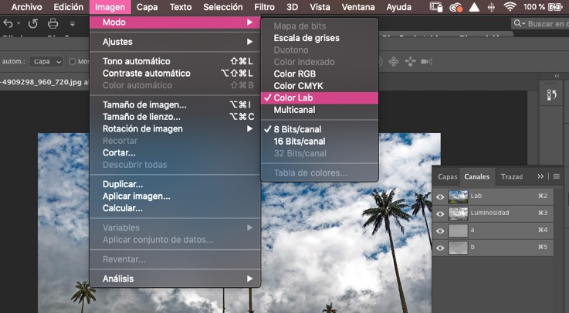 Archivo Edición Imagen Capa Texto Selección Filtro 3D Vista Ventana Ayuda 100 %
Buscar en
autom.: Capa
Modo
Ajustes
Tono automático ⇧⌘L
Contraste automático ⌥⇧⌘L
Color automático ⇧⌘B
Tamaño de imagen... ⌥⌘I
Tamaño de lienzo... ⌥⌘C
Rotación de imagen
Recortar
Cortar...
Descubrir todas
Duplicar...
Aplicar imagen...
Calcular...
Variables
Aplicar conjunto de datos...
Reventar...
Análisis
Mapa de bits
Escala de grises
Duotono
Color Indexado
Color RGB
Color CMYK
✓ Color Lab
Multicanal
✓ 8 Bits/canal
16 Bits/canal
32 Bits/canal
Tabla de colores...
Capas Canales Trazad
Lab ⌘2
Luminosidad ⌘3
a ⌘4
b ⌘5